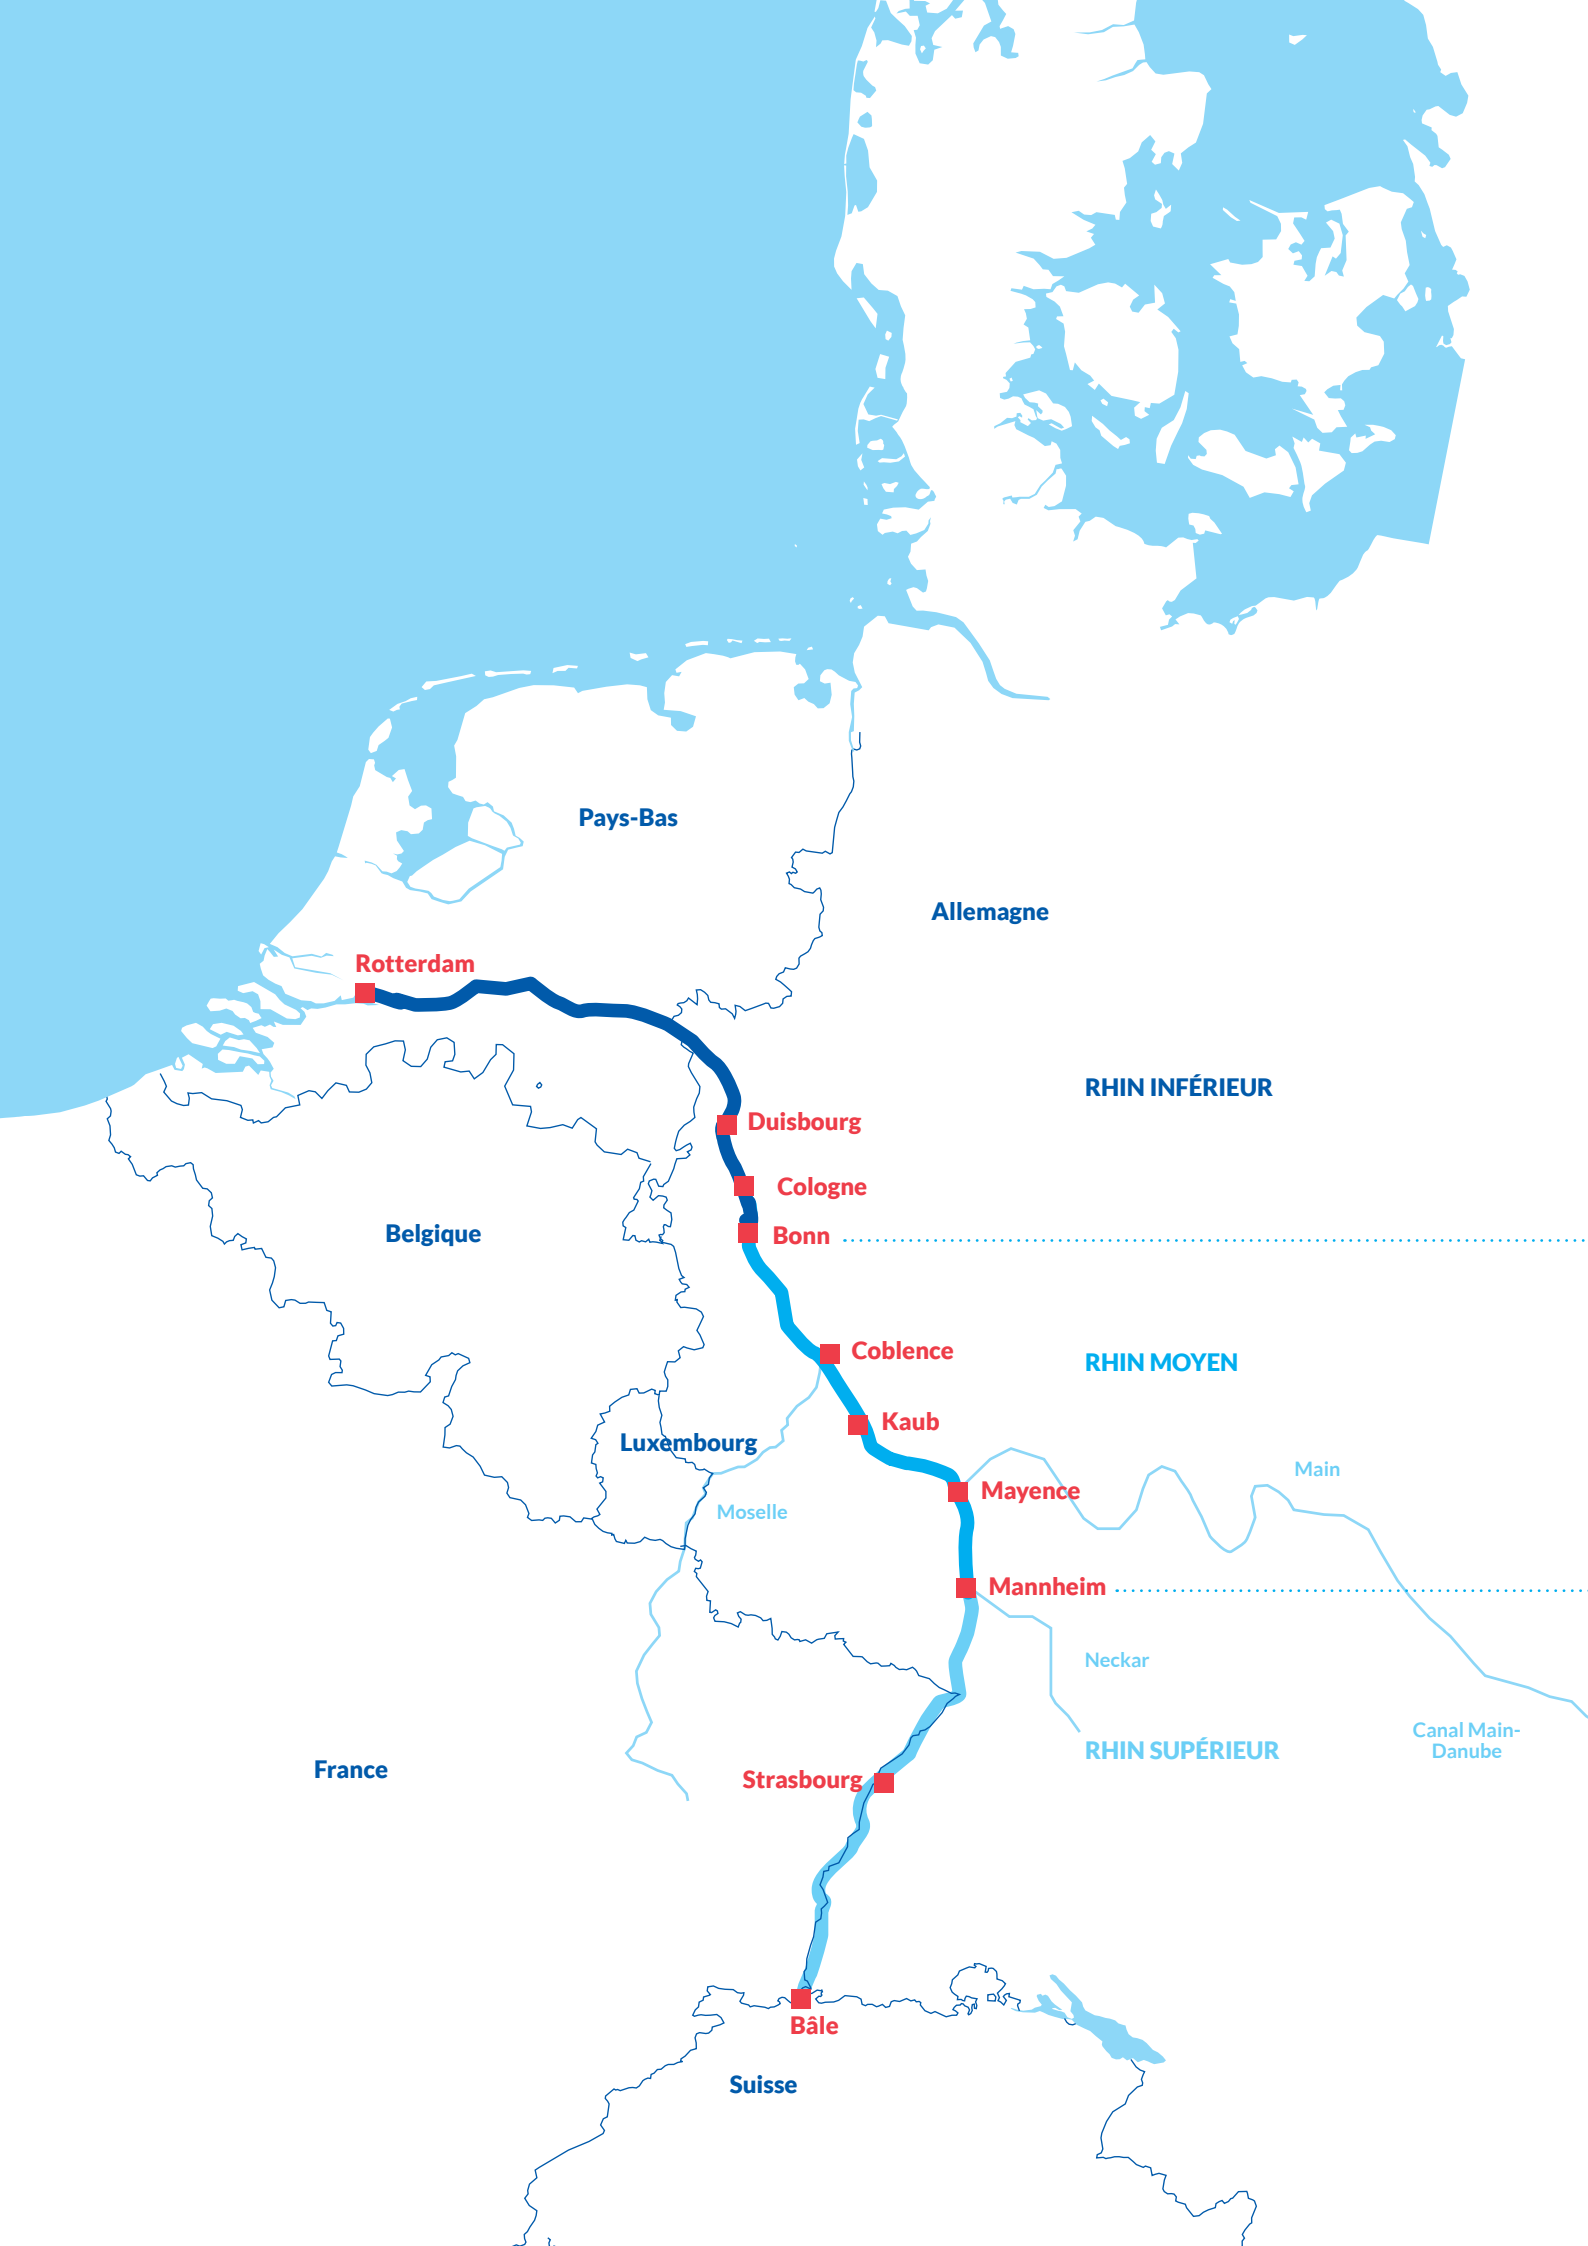 Pays-Bas
Allemagne
Rotterdam
RHIN INFÉRIEUR
Duisbourg
Cologne
Belgique
Bonn
Coblence
RHIN MOYEN
Kaub
Luxembourg
Main
Mayence
Moselle
Mannheim
Neckar
Canal Main-
Danube
RHIN SUPÉRIEUR
France
Strasbourg
Bâle
Suisse